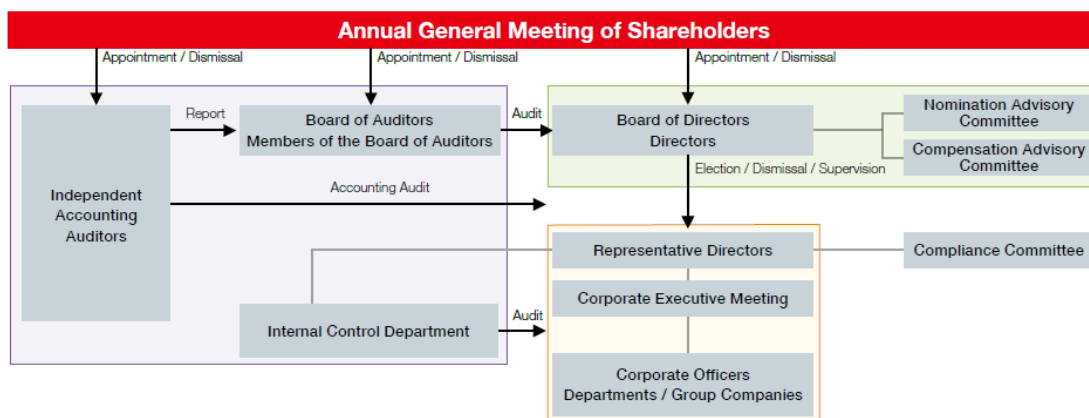 Annual General Meeting of Shareholders
Appointment / Dismissal
Appointment / Dismissal
Appointment / Dismissal
Independent
Accounting
Auditors
Report
Board of Auditors
Members of the Board of Auditors
Audit
Board of Directors
Directors
Nomination Advisory
Committee
Compensation Advisory
Committee
Election / Dismissal / Supervision
Accounting Audit
Representative Directors
Compliance Committee
Corporate Executive Meeting
Internal Control Department
Audit
Corporate Officers
Departments / Group Companies